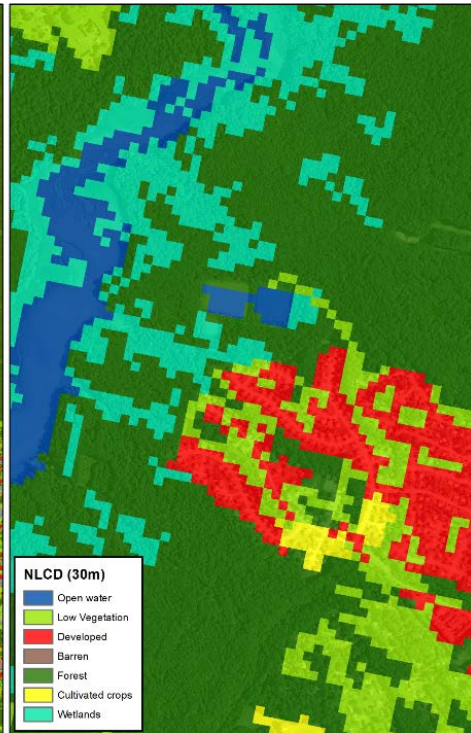 NLCD (30m)
Open water
Low Vegetation
Developed
Barren
Forest
Cultivated crops
Wetlands